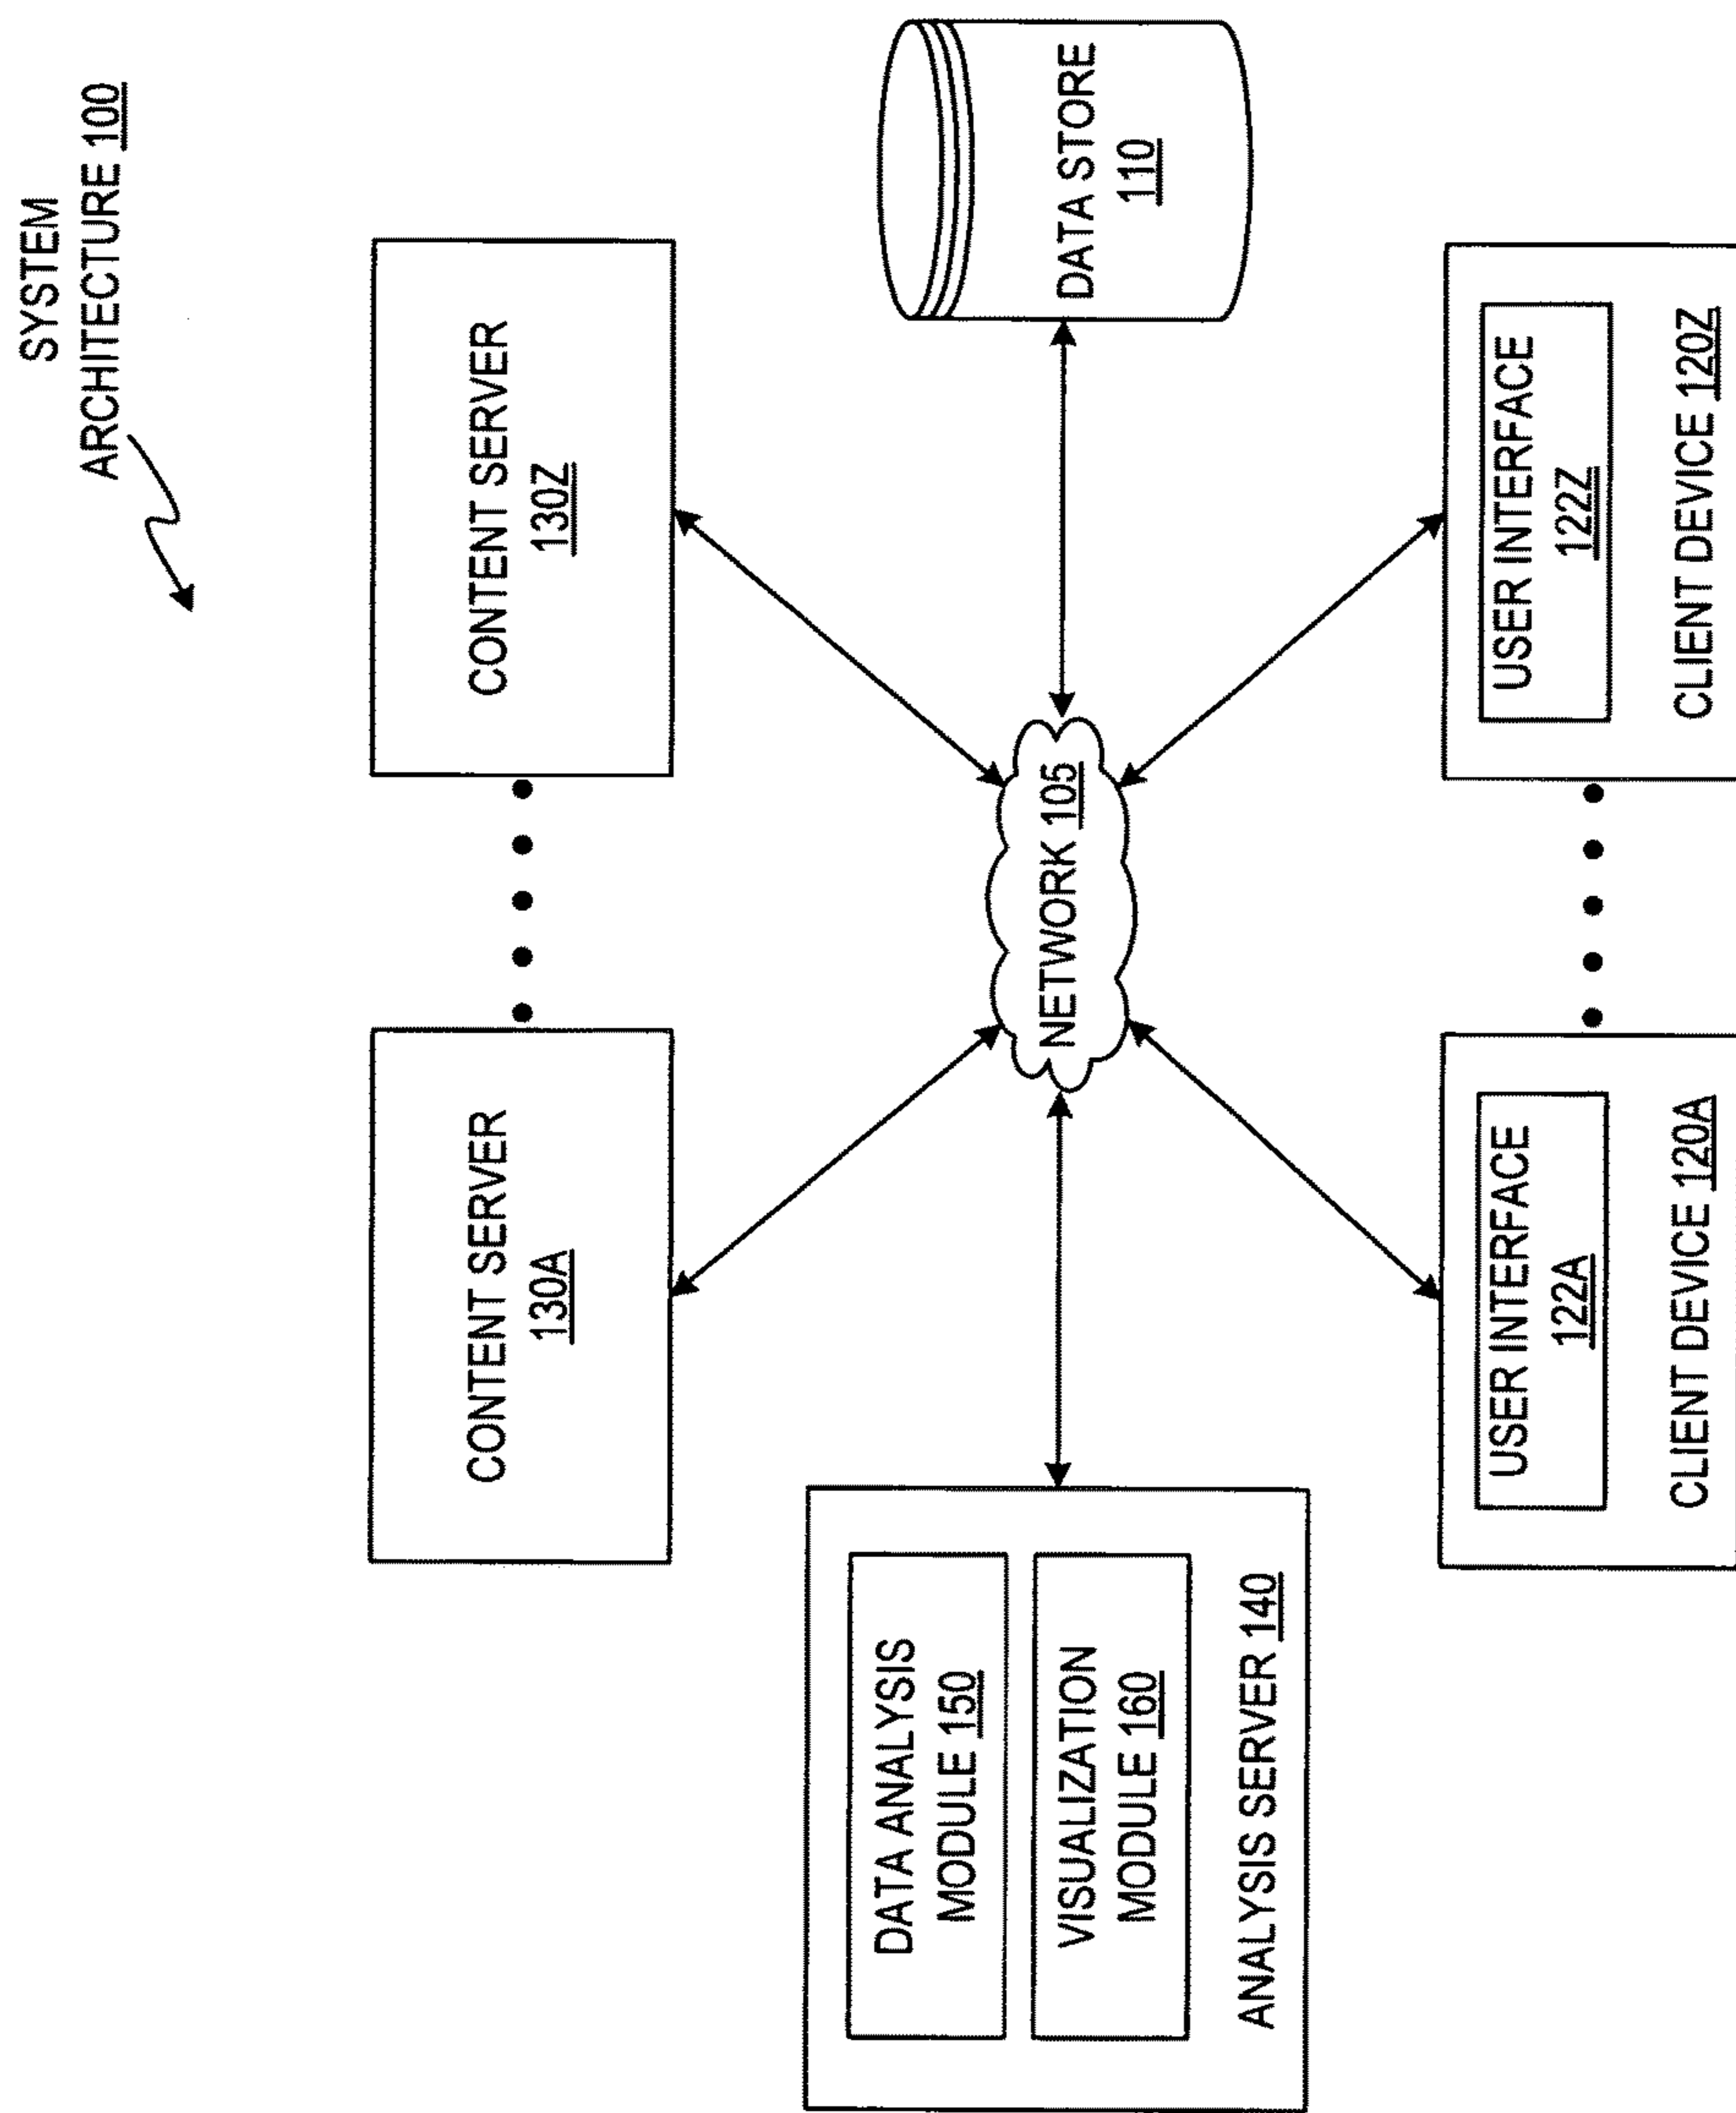 SYSTEM
ARCHITECTURE 100
CONTENT SERVER
130A
CONTENT SERVER
130Z
DATA ANALYSIS
MODULE 150
VISUALIZATION
MODULE 160
ANALYSIS SERVER 140
NETWORK 105
DATA STORE
110
USER INTERFACE
122A
CLIENT DEVICE 120A
USER INTERFACE
122Z
CLIENT DEVICE 120Z